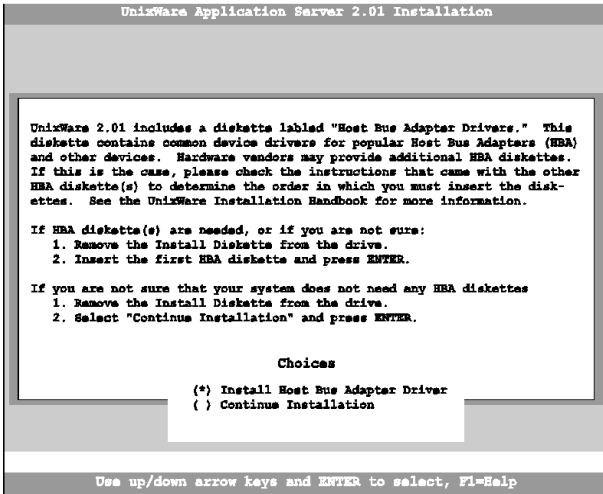 UnixWare Application Server 2.01 Installation
UnixWare 2.01 includes a diskette labled "Host Bus Adapter Drivers." This
diskette contains common device drivers for popular Host Bus Adapters (HBA)
and other devices. Hardware vendors may provide additional HBA diskettes.
If this is the case, please check the instructions that came with the other
HBA diskette(s) to determine the order in which you must insert the disk-
ettes. See the UnixWare Installation Handbook for more information.
If HBA diskette(s) are needed, or if you are not sure:
1. Remove the Install Diskette from the drive.
2. Insert the first HBA diskette and press ENTER.
If you are not sure that your system does not need any HBA diskettes
1. Remove the Install Diskette from the drive.
2. Select "Continue Installation" and press ENTER.
Choices
(*) Install Host Bus Adapter Driver
( ) Continue Installation
Use up/down arrow keys and ENTER to select, F1=Help